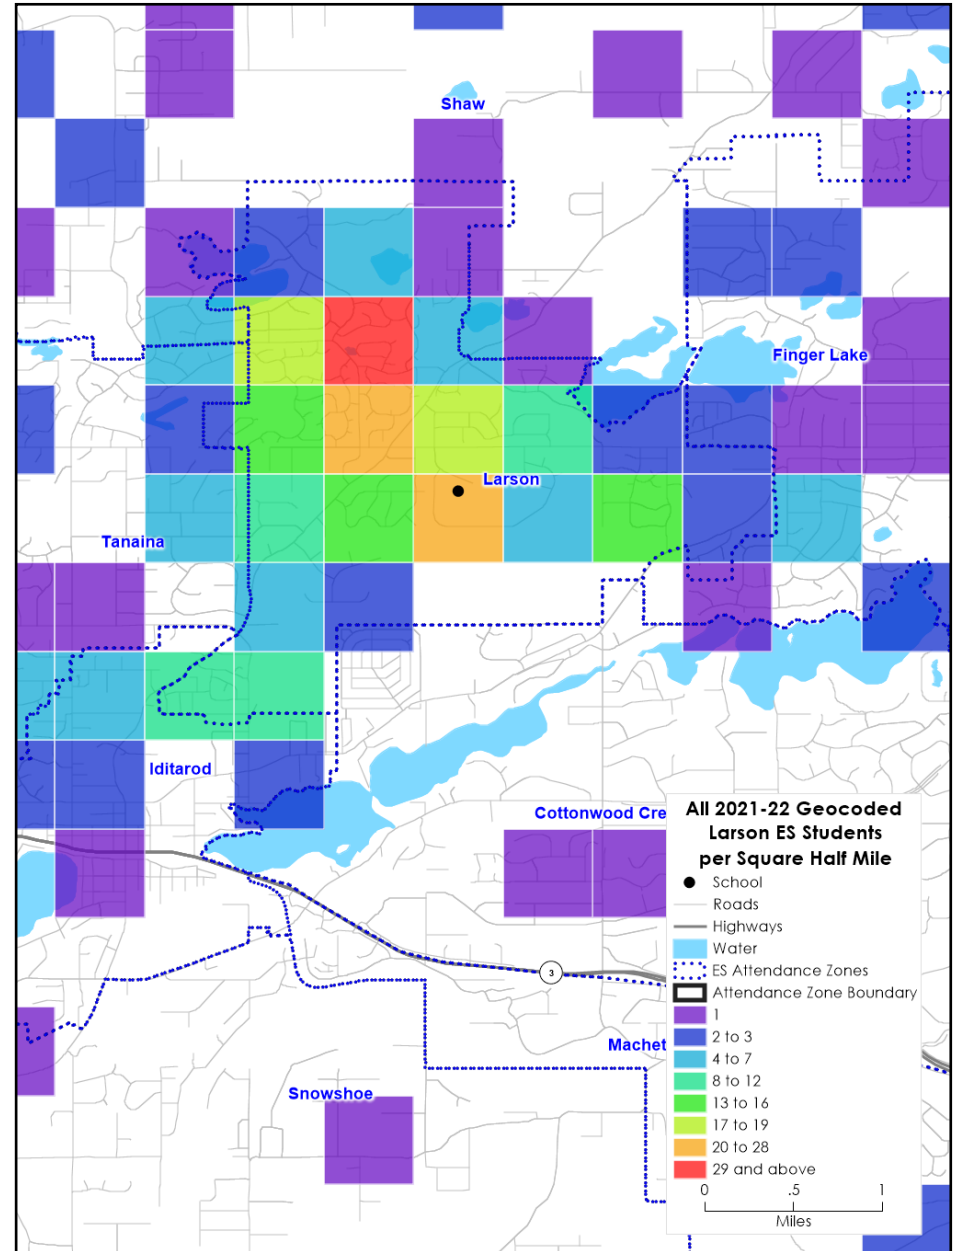 Shaw
Finger Lake
Larson
Tanaina
Iditarod
Cottonwood Cre
All 2021-22 Geocoded
Larson ES Students
per Square Half Mile
School
Roads
Highways
Water
3
ES Attendance Zones
Attendance Zone Boundary
1
2 to 3
Machet
4 to 7
8 to 12
Snowshoe
13 to 16
17 to 19
20 to 28
29 and above
0 .5 1
Miles